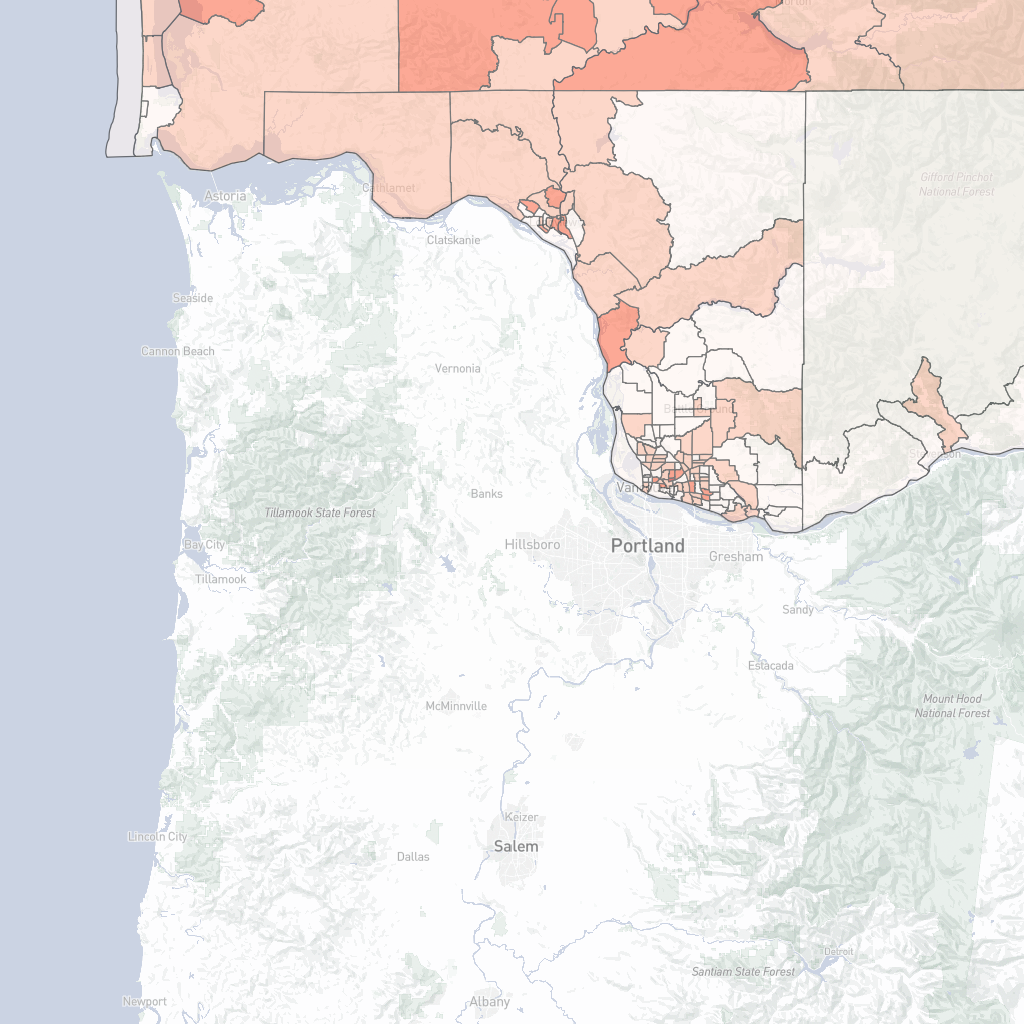 Gifford Pinchot
National Forest
Cathlamet
Astoria
Clatskanie
Seaside
Cannon Beach
Vernonia
Banks
Tillamook State Forest
Hillsboro
Portland
Bay City
Gresham
Tillamook
Sandy
Estacada
McMinnville
Mount Hood
National Forest
Keizer
Lincoln City
Salem
Dallas
Detroit
Santiam State Forest
Newport
Albany